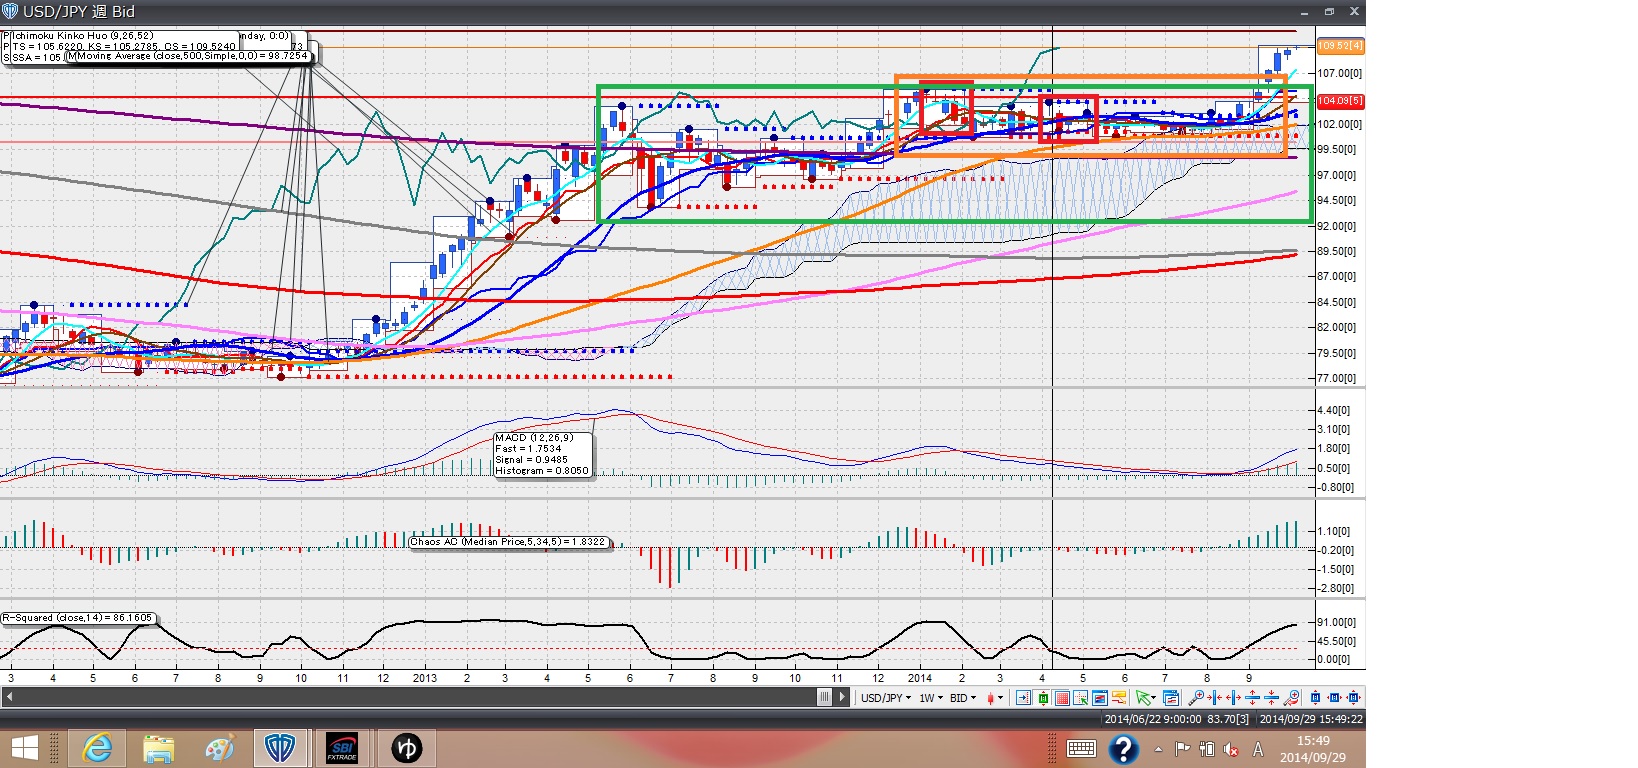 USD/JPY 週 Bid
Ichimoku Kinko Huo (9,26,52)
nday, 0:0)
TS = 105.6220, KS = 105.2785, CS = 109.5240
73
SSA = 105.
Moving Average (close,500,Simple,0,0) = 98.7254
109.52[4]
107.00[0]
104.09[5]
102.00[0]
99.50[0]
97.00[0]
94.50[0]
92.00[0]
89.50[0]
87.00[0]
84.50[0]
82.00[0]
79.50[0]
77.00[0]
MACD (12,26,9)
Fast = 1.7534
Signal = 0.9485
Histogram = 0.8050
4.40[0]
3.10[0]
1.80[0]
0.50[0]
-0.80[0]
Chaos AC (Median Price,5,34,5) = 1.8322
1.10[0]
-0.20[0]
-1.50[0]
-2.80[0]
R-Squared (close,14) = 86.1605
91.00[0]
45.50[0]
0.00[0]
3 4 5 6 7 8 9 10 11 12 2013 2 3 4 5 6 7 8 9 10 11 12 2014 2 3 4 5 6 7 8 9
USD/JPY 1W BID
2014/06/22 9:00:00 83.70[3] 2014/09/29 15:49:22
SBI
FXTRADE
ゆ
?
A
15:49
2014/09/29